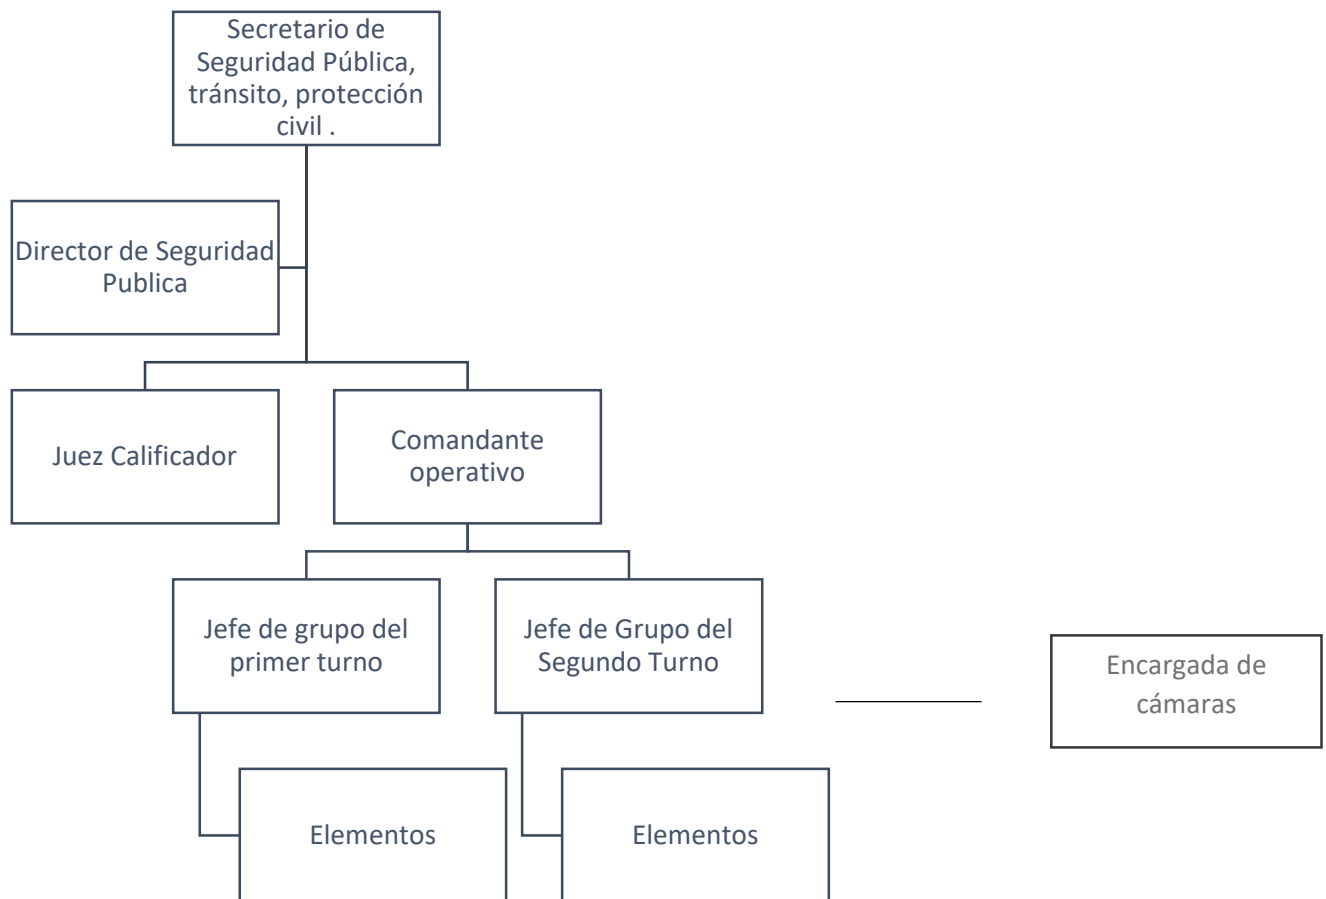 Secretario de
Seguridad Pública,
tránsito, protección
civil .
Director de Seguridad
Publica
Juez Calificador
Comandante
operativo
Jefe de grupo del
primer turno
Jefe de Grupo del
Segundo Turno
Encargada de
cámaras
Elementos
Elementos